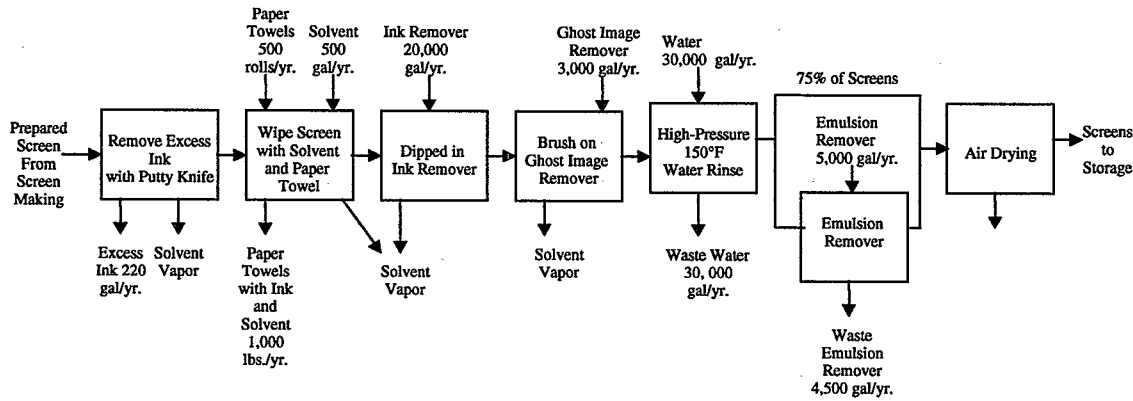 Paper
Towels
500
rolls/yr.
Solvent
500
gal/yr.
Ink Remover
20,000
gal/yr.
Ghost Image
Remover
3,000 gal/yr.
Water
30,000 gal/yr.
75% of Screens
Prepared
Screen
From
Screen
Making
Remove Excess
Ink
with Putty Knife
Wipe Screen
with Solvent
and Paper
Towel
Dipped in
Ink Remover
Brush on
Ghost Image
Remover
High-Pressure
150°F
Water Rinse
Emulsion
Remover
5,000 gal/yr.
Emulsion
Remover
Air Drying
Screens
to
Storage
Excess
Ink 220
gal/yr.
Solvent
Vapor
Paper
Towels
with Ink
and
Solvent
1,000
lbs./yr.
Solvent
Vapor
Solvent
Vapor
Waste Water
30, 000
gal/yr.
Waste
Emulsion
Remover
4,500 gal/yr.